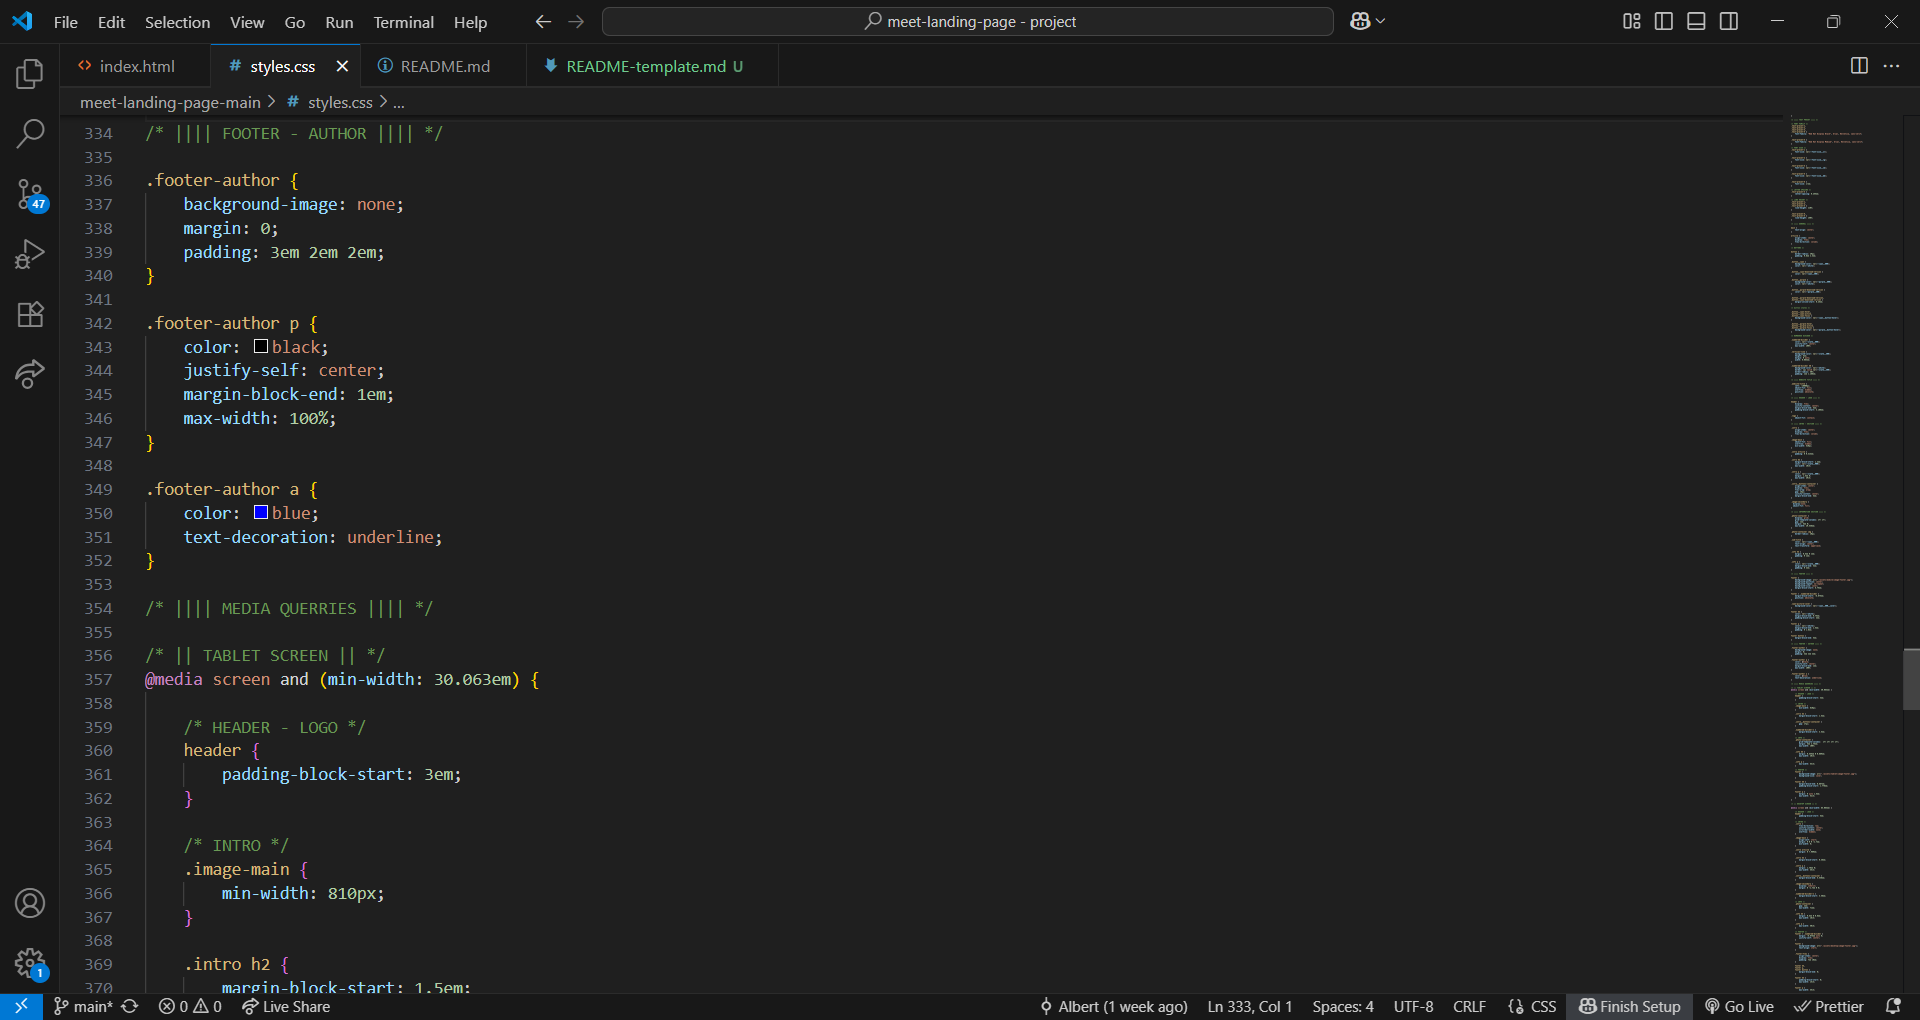 File Edit Selection View Go Run Terminal Help meet-landing-page - project
index.html # styles.css README.md README-template.md U
meet-landing-page-main > # styles.css > ...
334 /* |||| FOOTER - AUTHOR |||| */
335
336 .footer-author {
337 background-image: none;
338 margin: 0;
339 padding: 3em 2em 2em;
340 }
341
342 .footer-author p {
343 color: black;
344 justify-self: center;
345 margin-block-end: 1em;
346 max-width: 100%;
347 }
348
349 .footer-author a {
350 color: blue;
351 text-decoration: underline;
352 }
353
354 /* |||| MEDIA QUERRIES |||| */
355
356 /* || TABLET SCREEN || */
357 @media screen and (min-width: 30.063em) {
358
359 /* HEADER - LOGO */
360 header {
361 padding-block-start: 3em;
362 }
363
364 /* INTRO */
365 .image-main {
366 min-width: 810px;
367 }
368
369 .intro h2 {
370 margin-block-start: 1.5em;
47
1
main* 0 0 Live Share Albert (1 week ago) Ln 333, Col 1 Spaces: 4 UTF-8 CRLF CSS Finish Setup Go Live Prettier